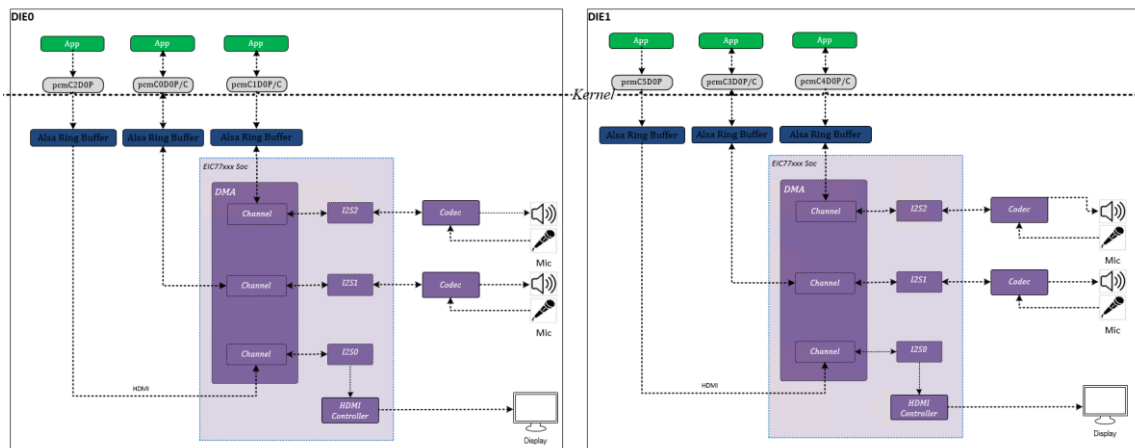 DIE0
App
App
App
pcmC2D0P
pcmC0D0P/C
pcmC1D0P/C
Alsa Ring Buffer
Alsa Ring Buffer
Alsa Ring Buffer
EIC77xxx Soc
DMA
Channel
I2S2
Codec
Mic
Channel
I2S1
Codec
Mic
Channel
I2S0
HDMI
HDMI
Controller
Display
Kernel
DIE1
App
App
App
pcmC5D0P
pcmC3D0P/C
pcmC4D0P/C
Alsa Ring Buffer
Alsa Ring Buffer
Alsa Ring Buffer
EIC77xxx Soc
DMA
Channel
I2S2
Codec
Mic
Channel
I2S1
Codec
Mic
Channel
I2S0
HDMI
HDMI
Controller
Display